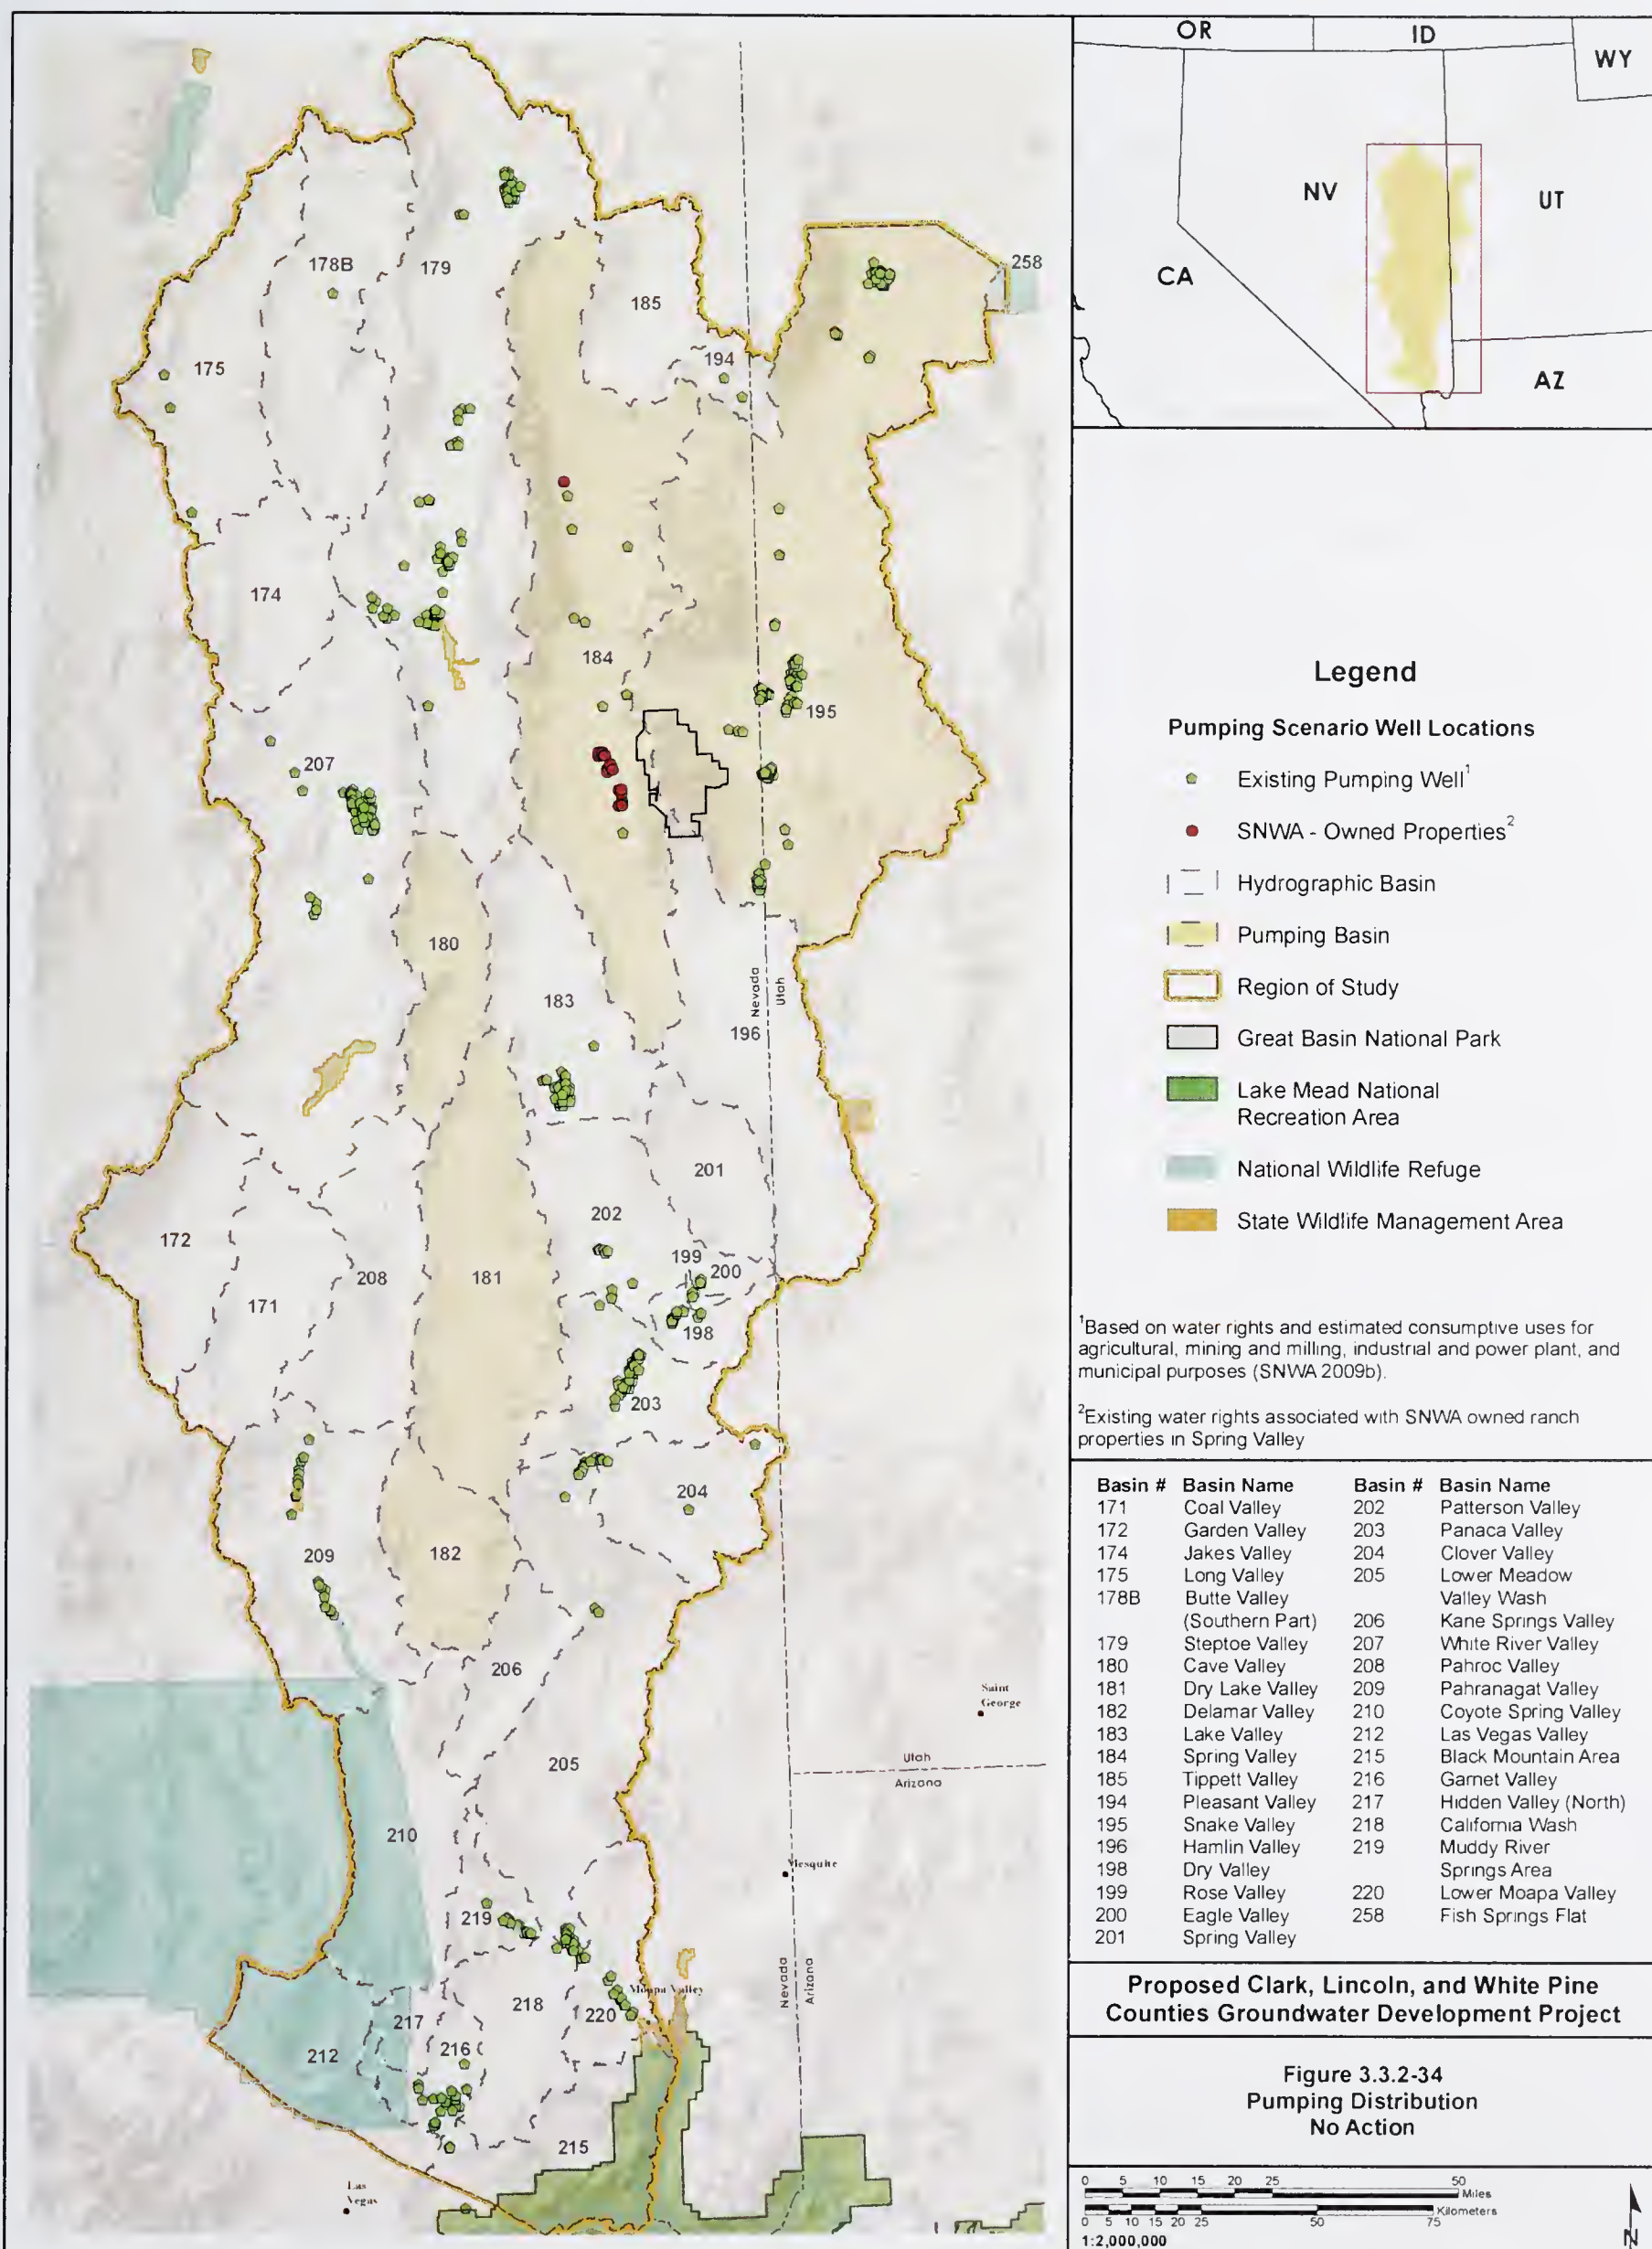 OR
ID
WY
NV
UT
CA
AZ
258
178B
179
185
175
194
174
184
195
207
180
183
Nevada
Utah
196
201
202
172
199
200
208
181
171
198
203
204
209
182
206
Saint
George
205
Utah
Arizona
210
Mesquite
219
Nevada
Arizona
Moapa Valley
218
220
217
216
212
215
Las
Vegas
Legend
Pumping Scenario Well Locations
Existing Pumping Well1
SNWA - Owned Properties2
Hydrographic Basin
Pumping Basin
Region of Study
Great Basin National Park
Lake Mead National
Recreation Area
National Wildlife Refuge
State Wildlife Management Area
1Based on water rights and estimated consumptive uses for
agricultural, mining and milling, industrial and power plant, and
municipal purposes (SNWA 2009b).
2Existing water rights associated with SNWA owned ranch
properties in Spring Valley
Basin # Basin Name Basin # Basin Name
171 Coal Valley 202 Patterson Valley
172 Garden Valley 203 Panaca Valley
174 Jakes Valley 204 Clover Valley
175 Long Valley 205 Lower Meadow
178B Butte Valley Valley Wash
(Southern Part) 206 Kane Springs Valley
179 Steptoe Valley 207 White River Valley
180 Cave Valley 208 Pahroc Valley
181 Dry Lake Valley 209 Pahranagat Valley
182 Delamar Valley 210 Coyote Spring Valley
183 Lake Valley 212 Las Vegas Valley
184 Spring Valley 215 Black Mountain Area
185 Tippett Valley 216 Garnet Valley
194 Pleasant Valley 217 Hidden Valley (North)
195 Snake Valley 218 California Wash
196 Hamlin Valley 219 Muddy River
198 Dry Valley Springs Area
199 Rose Valley 220 Lower Moapa Valley
200 Eagle Valley 258 Fish Springs Flat
201 Spring Valley
Proposed Clark, Lincoln, and White Pine
Counties Groundwater Development Project
Figure 3.3.2-34
Pumping Distribution
No Action
0 5 10 15 20 25 50
Miles
Kilometers
0 5 10 15 20 25 50 75
1:2,000,000
N